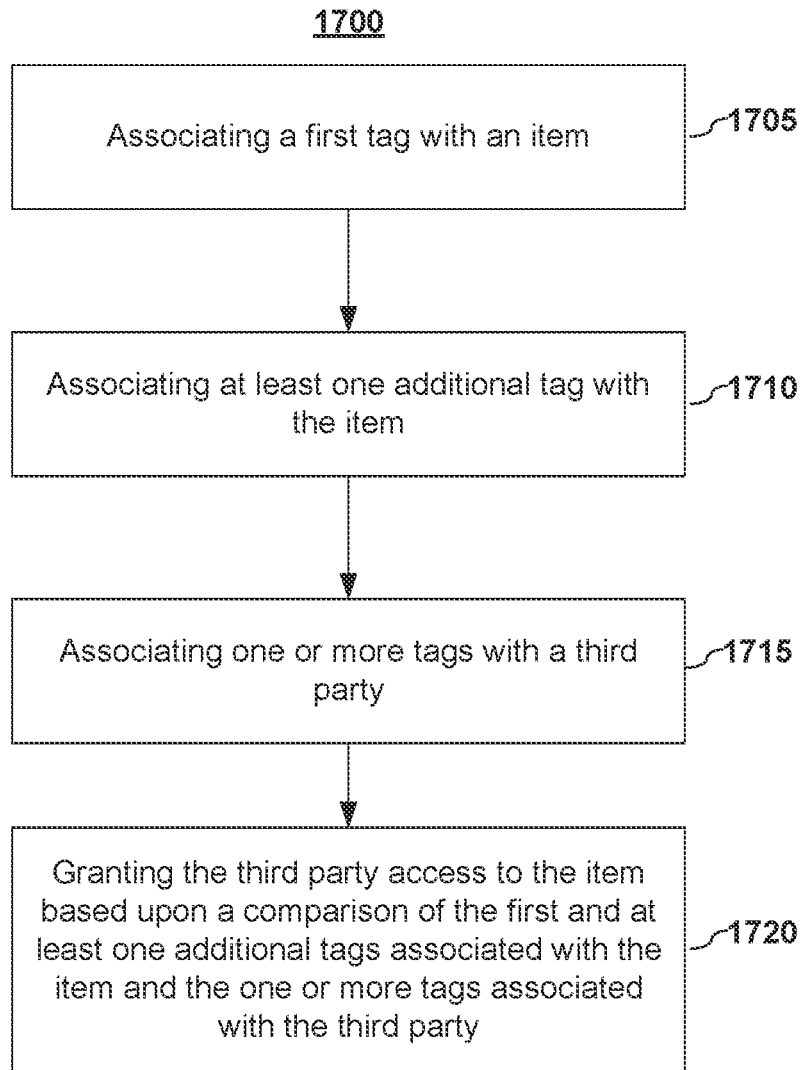 1700
Associating a first tag with an item
1705
Associating at least one additional tag with
the item
1710
Associating one or more tags with a third
party
1715
Granting the third party access to the item
based upon a comparison of the first and at
least one additional tags associated with the
item and the one or more tags associated
with the third party
1720